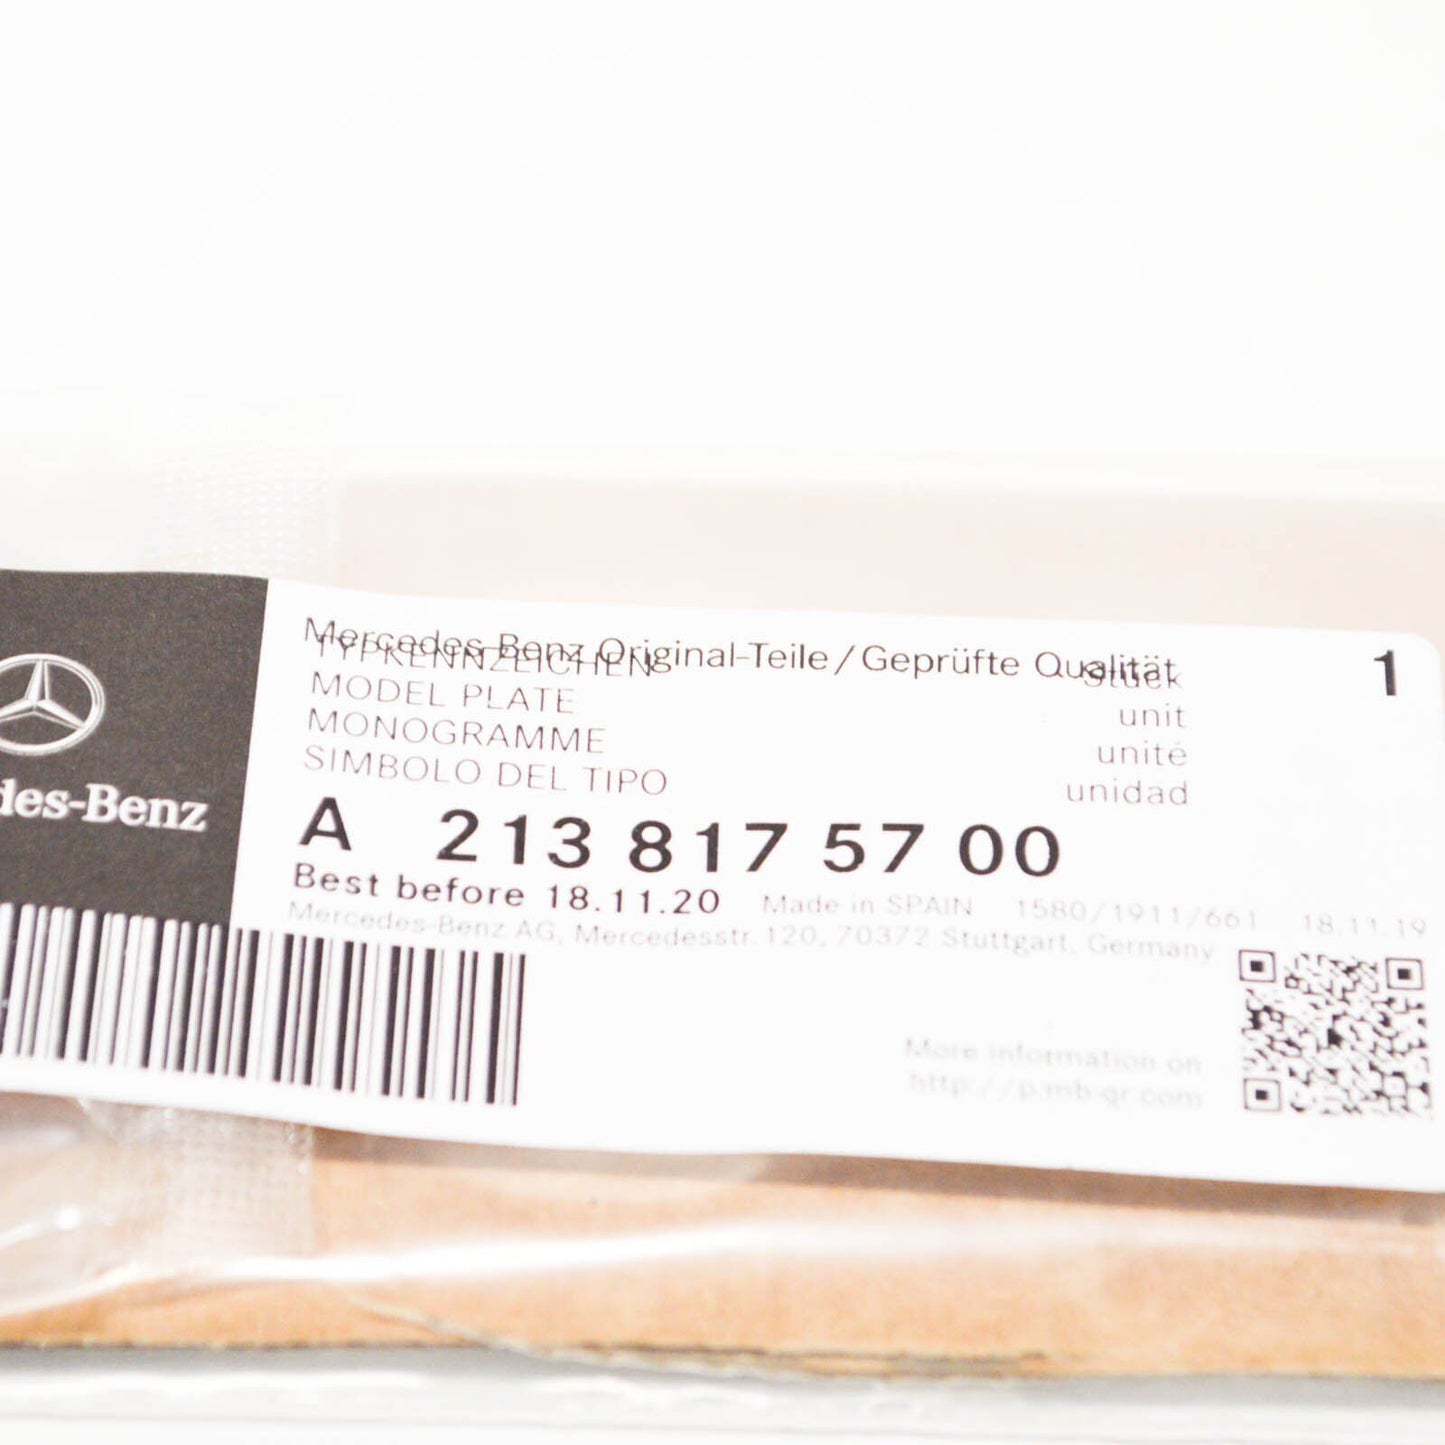 Mercedes-Benz Original-Teile/Geprüfte Qualität
TYPKENNZEICHEN Stück 1
MODEL PLATE unit
MONOGRAMME unité
SIMBOLO DEL TIPO unidad
des-Benz
A 213 817 57 00
Best before 18.11.20 Made in SPAIN 1580/1911/661 18.11.19
Mercedes-Benz AG, Mercedesstr. 120, 70372 Stuttgart, Germany
More information on
http://p.mb-qr.com